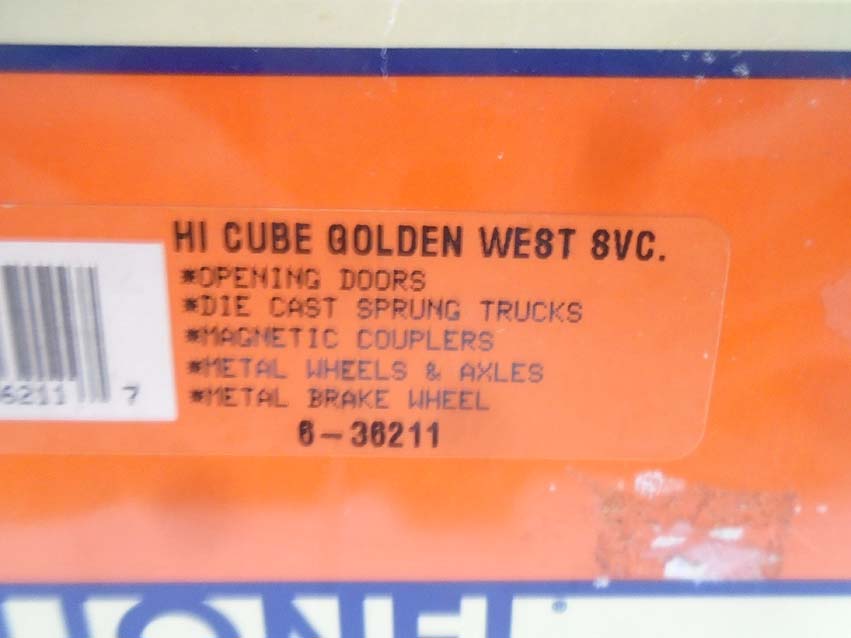 HI CUBE GOLDEN WEST SVC.
*OPENING DOORS
*DIE CAST SPRUNG TRUCKS
*MAGNETIC COUPLERS
*METAL WHEELS & AXLES
*METAL BRAKE WHEEL
6-36211
6211 7